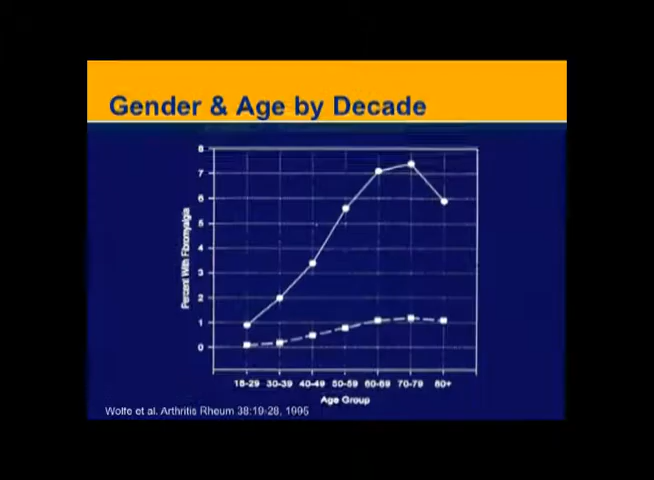 Gender & Age by Decade
8
7
6
5
4
3
2
1
0
Percent With Fibromyalgia
18-29 30-39 40-49 50-59 60-69 70-79 80+
Age Group
Wolfe et al. Arthritis Rheum 38:19-28, 1995